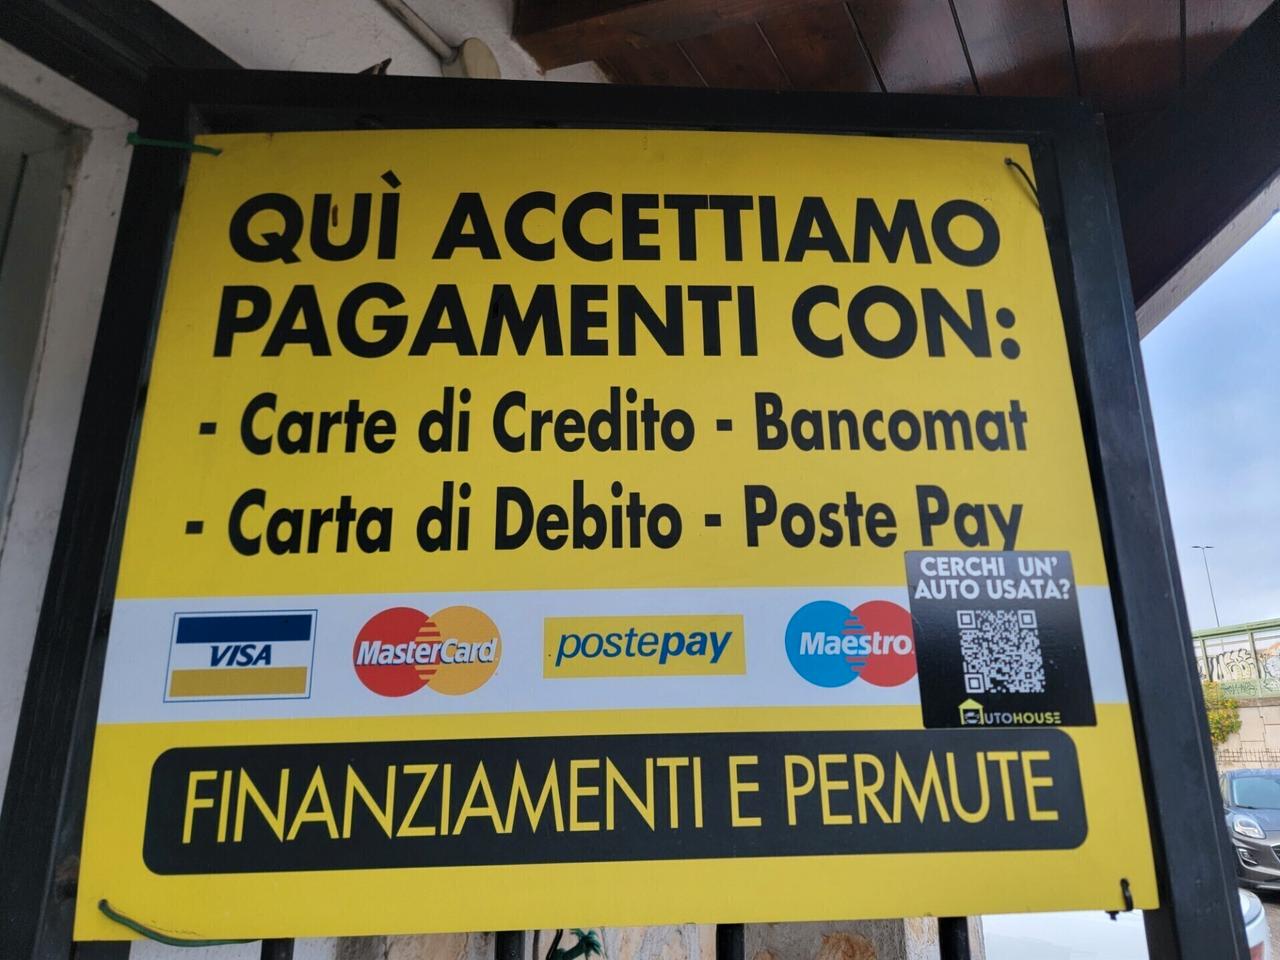 QUÌ ACCETTIAMO
PAGAMENTI CON:
- Carte di Credito - Bancomat
- Carta di Debito - Poste Pay
CERCHI UN'
AUTO USATA?
VISA MasterCard postepay Maestro
AUTOHOUSE
FINANZIAMENTI E PERMUTE